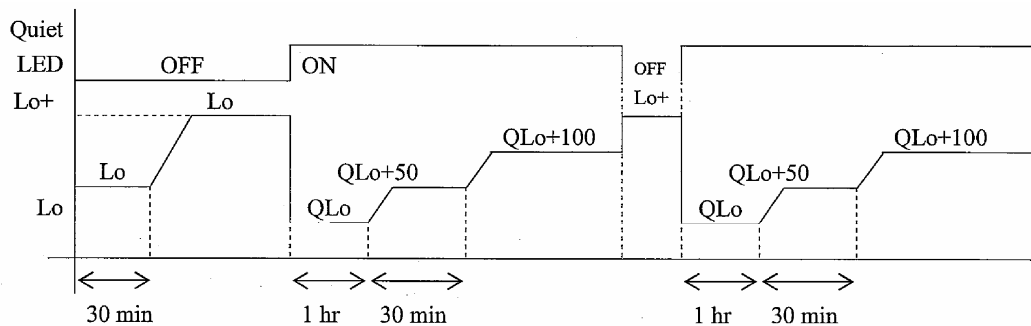 Quiet
LED
OFF
ON
OFF
Lo+
Lo
Lo+
Lo
QLo+50
QLo+100
QLo+50
QLo+100
Lo
QLo
QLo
30 min
1 hr
30 min
1 hr
30 min